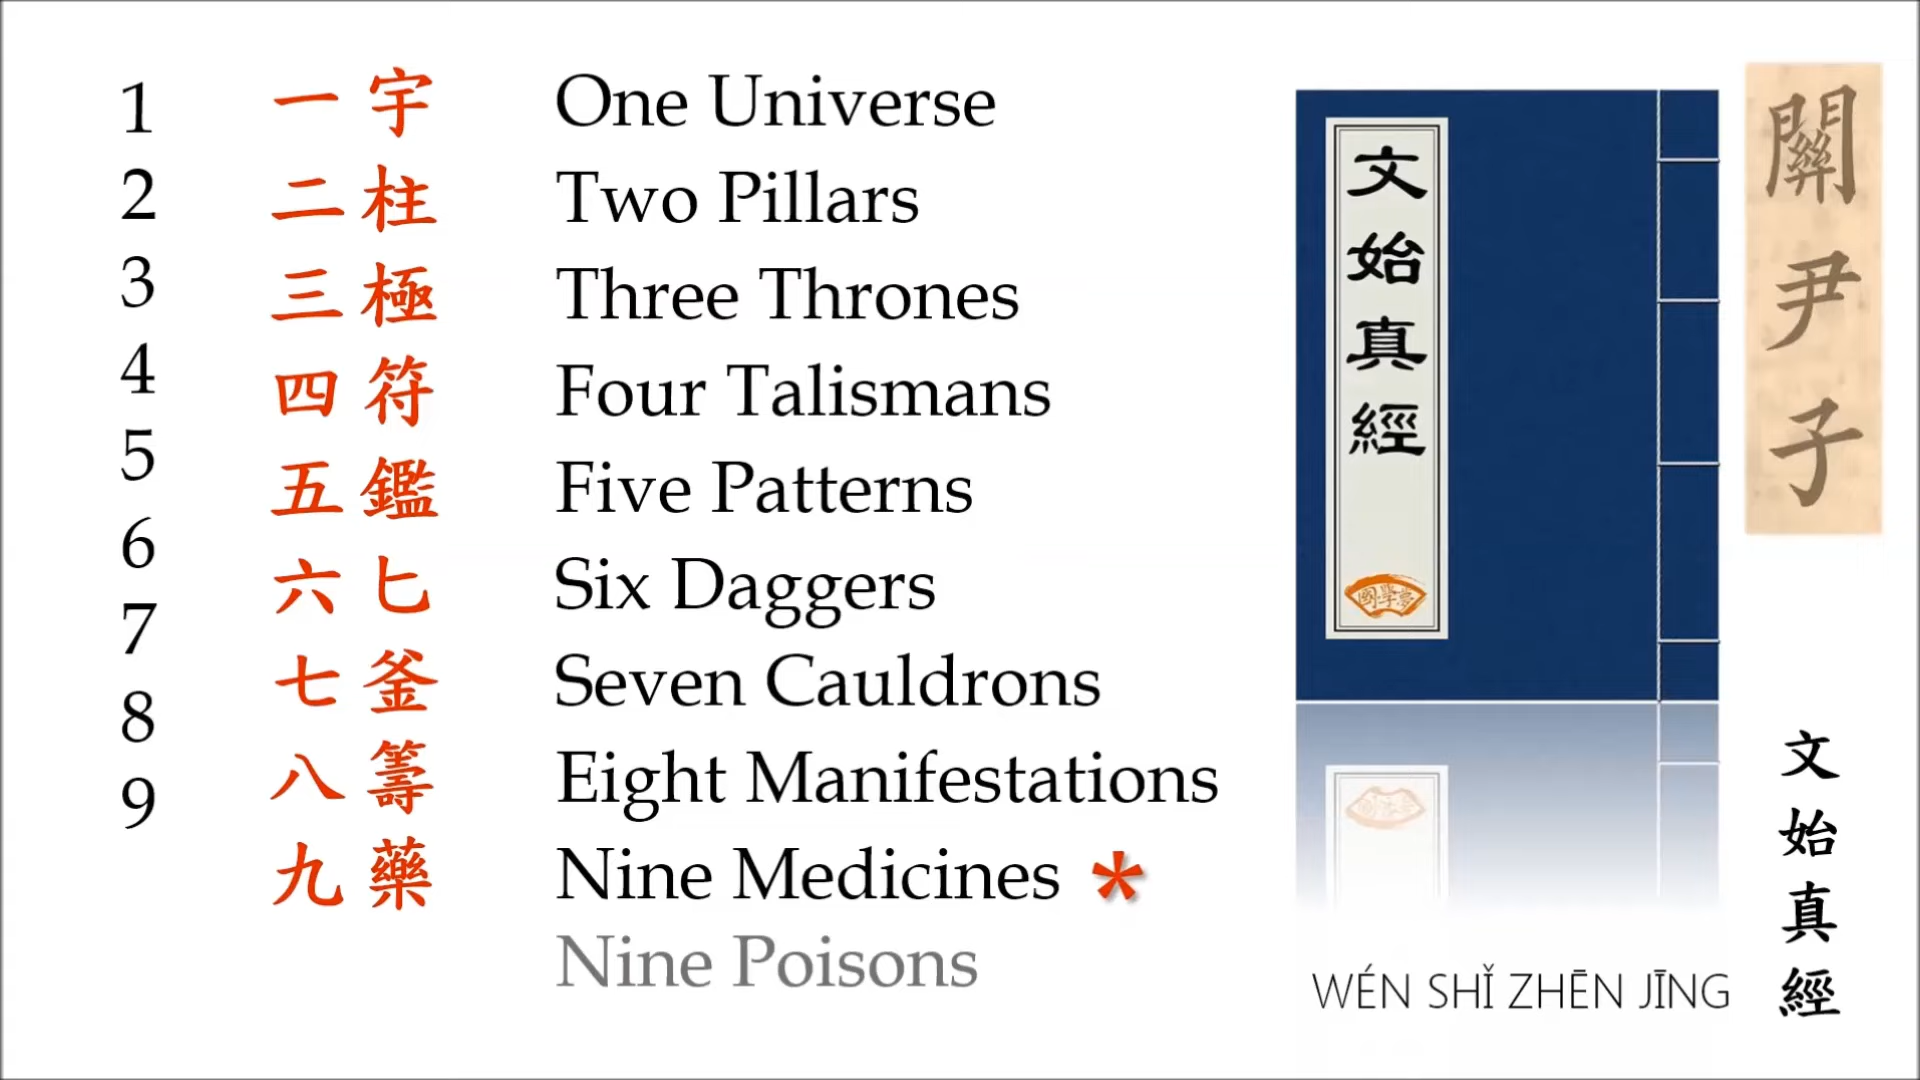 1 一宇 One Universe
2 二柱 Two Pillars
3 三極 Three Thrones
4 四符 Four Talismans
5 五鑑 Five Patterns
6 六匕 Six Daggers
7 七釜 Seven Cauldrons
8 八籌 Eight Manifestations
9 九藥 Nine Medicines *
Nine Poisons
文始真經
國學夢
WÉN SHǏ ZHĒN JĪNG
關尹子
文始真經